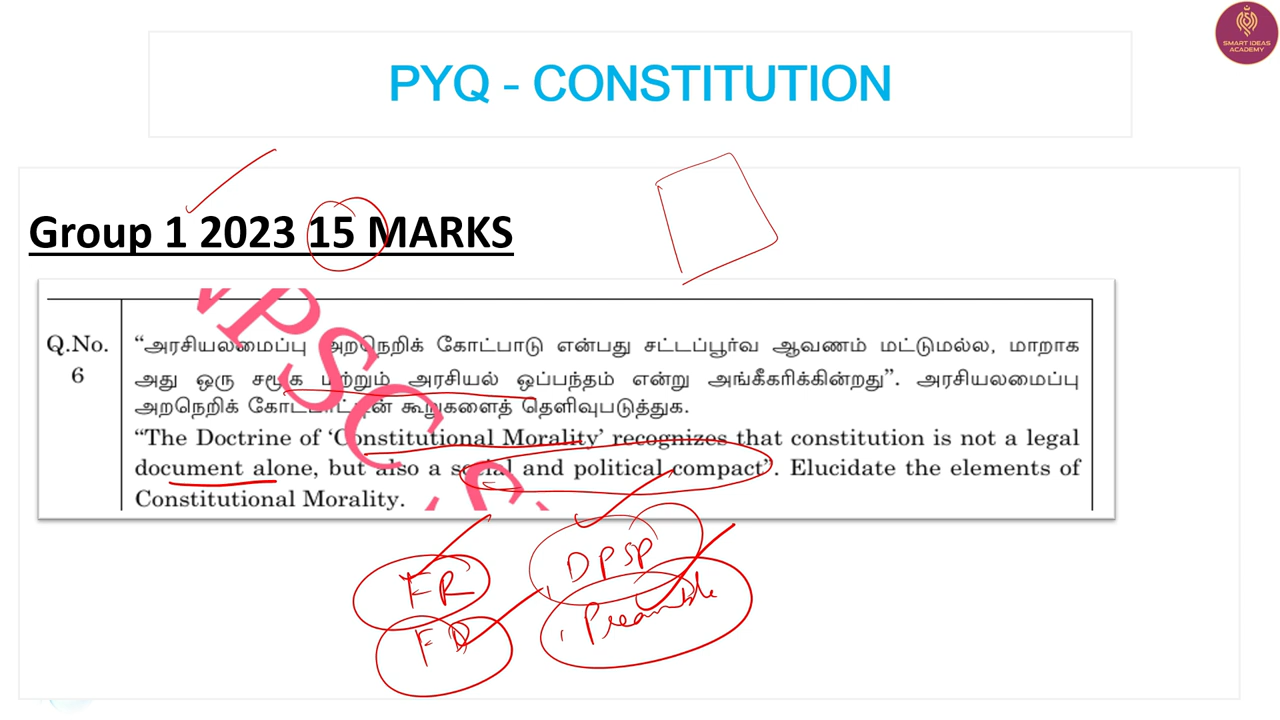 SMART IDEAS
ACADEMY
PYQ - CONSTITUTION
Group 1 2023 15 MARKS
Q.No.
6
“அரசியலமைப்பு அறநெறிக் கோட்பாடு என்பது சட்டப்பூர்வ ஆவணம் மட்டுமல்ல, மாறாக
அது ஒரு சமூக மற்றும் அரசியல் ஒப்பந்தம் என்று அங்கீகரிக்கின்றது”. அரசியலமைப்பு
அறநெறிக் கோட்பாட்டின் கூறுகளைத் தெளிவுபடுத்துக.
“The Doctrine of ‘Constitutional Morality’ recognizes that constitution is not a legal
document alone, but also a social and political compact”. Elucidate the elements of
Constitutional Morality.
FR
DPSP
FD
Preamble